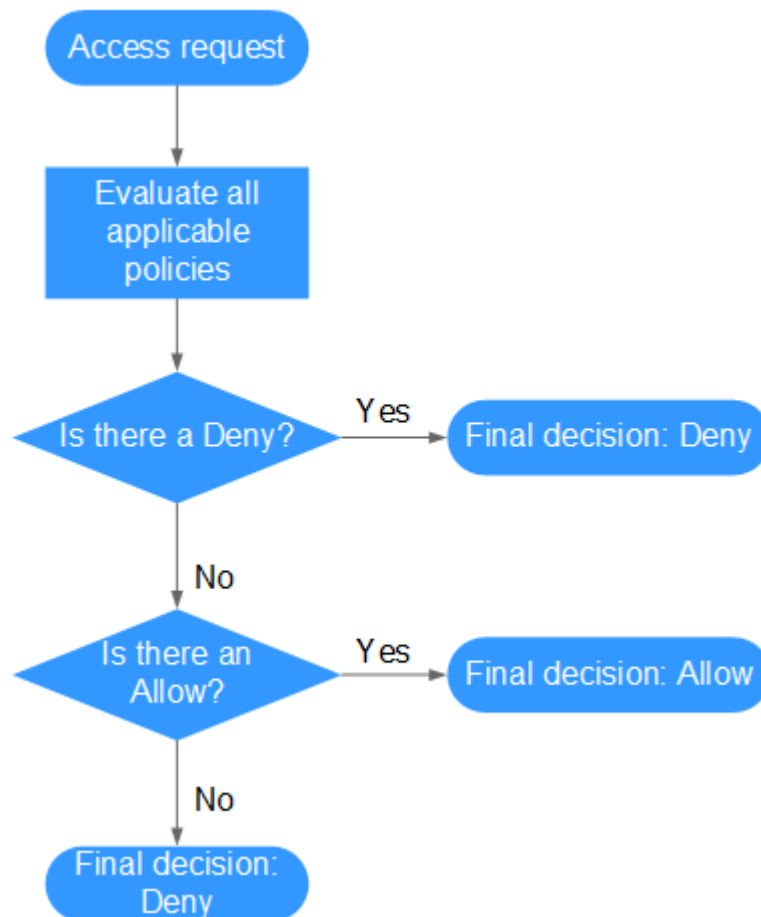 Access request
Evaluate all
applicable
policies
Is there a Deny?
Yes
Final decision: Deny
No
Is there an
Allow?
Yes
Final decision: Allow
No
Final decision:
Deny